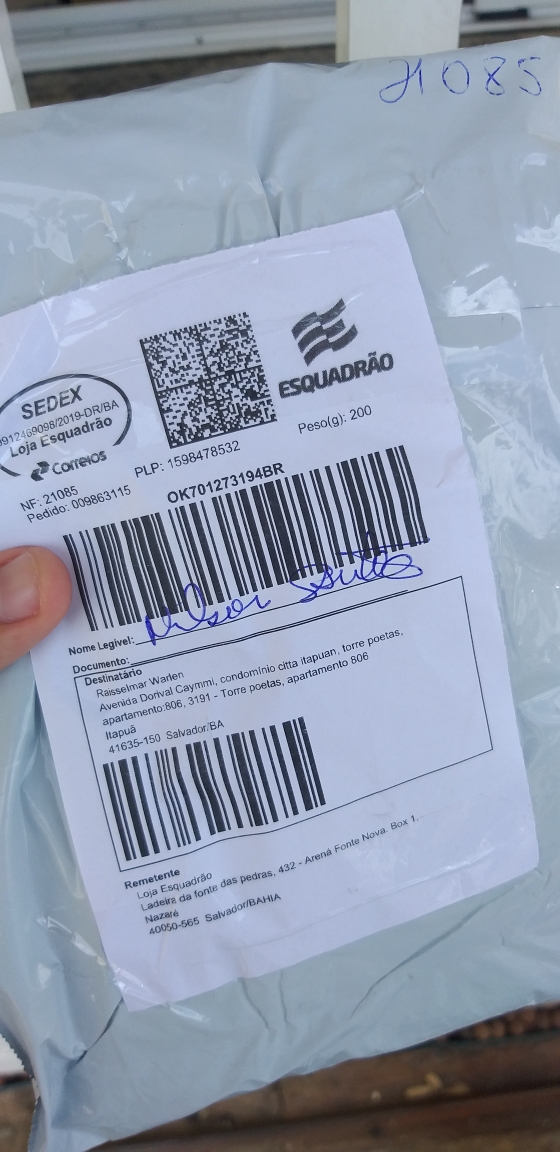 21085
ESQUADRÃO
SEDEX
9912469098/2019-DR/BA
Loja Esquadrão
Correios
NF: 21085
PLP: 1598478532
Peso(g): 200
Pedido: 009863115
OK701273194BR
Nome Legível: Nilson
Documento:
Destinatário
Raisselmar Warlen
Avenida Dorival Caymmi, condomínio citta itapuan, torre poetas,
apartamento:806, 3191 - Torre poetas, apartamento 806
Itapuã
41635-150 Salvador/BA
Remetente
Loja Esquadrão
Ladeira da fonte das pedras, 432 - Arena Fonte Nova. Box 1.
Nazaré
40050-565 Salvador/BAHIA